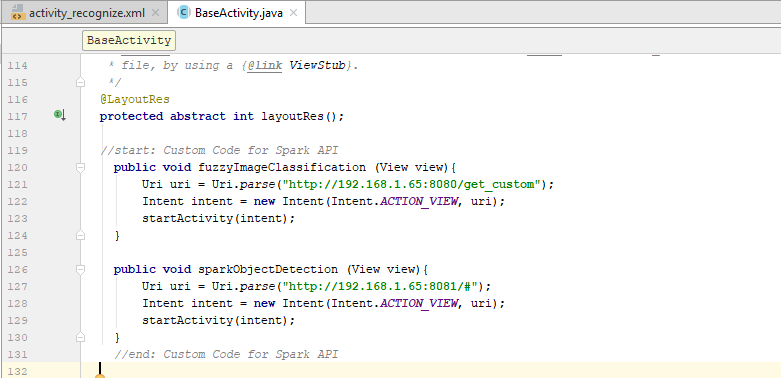 activity_recognize.xml
BaseActivity.java
BaseActivity
114 * file, by using a {@link ViewStub}.
115 */
116 @LayoutRes
117 protected abstract int layoutRes();
118
119 //start: Custom Code for Spark API
120 public void fuzzyImageClassification (View view){
121 Uri uri = Uri.parse("http://192.168.1.65:8080/get_custom");
122 Intent intent = new Intent(Intent.ACTION_VIEW, uri);
123 startActivity(intent);
124 }
125
126 public void sparkObjectDetection (View view){
127 Uri uri = Uri.parse("http://192.168.1.65:8081/#");
128 Intent intent = new Intent(Intent.ACTION_VIEW, uri);
129 startActivity(intent);
130 }
131 //end: Custom Code for Spark API
132